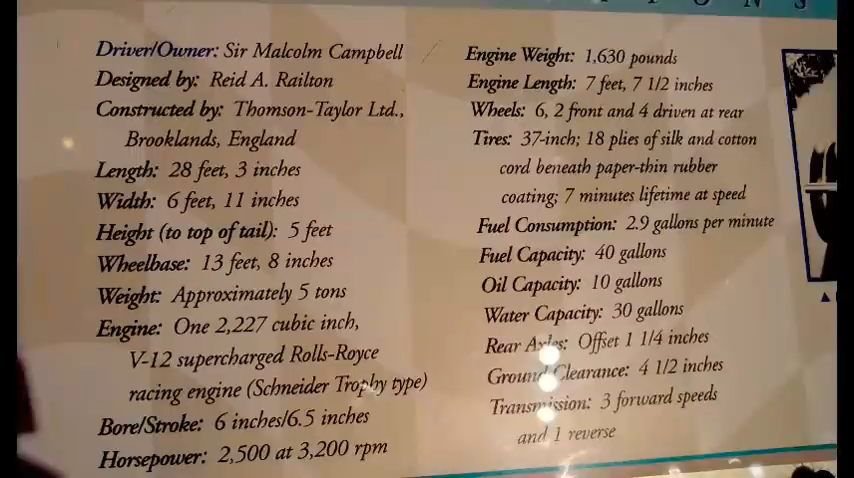 IONS
Driver/Owner: Sir Malcolm Campbell
Designed by: Reid A. Railton
Constructed by: Thomson-Taylor Ltd.,
Brooklands, England
Length: 28 feet, 3 inches
Width: 6 feet, 11 inches
Height (to top of tail): 5 feet
Wheelbase: 13 feet, 8 inches
Weight: Approximately 5 tons
Engine: One 2,227 cubic inch,
V-12 supercharged Rolls-Royce
racing engine (Schneider Trophy type)
Bore/Stroke: 6 inches/6.5 inches
Horsepower: 2,500 at 3,200 rpm
Engine Weight: 1,630 pounds
Engine Length: 7 feet, 7 1/2 inches
Wheels: 6, 2 front and 4 driven at rear
Tires: 37-inch; 18 plies of silk and cotton
cord beneath paper-thin rubber
coating; 7 minutes lifetime at speed
Fuel Consumption: 2.9 gallons per minute
Fuel Capacity: 40 gallons
Oil Capacity: 10 gallons
Water Capacity: 30 gallons
Rear Axles: Offset 1 1/4 inches
Ground Clearance: 4 1/2 inches
Transmission: 3 forward speeds
and 1 reverse